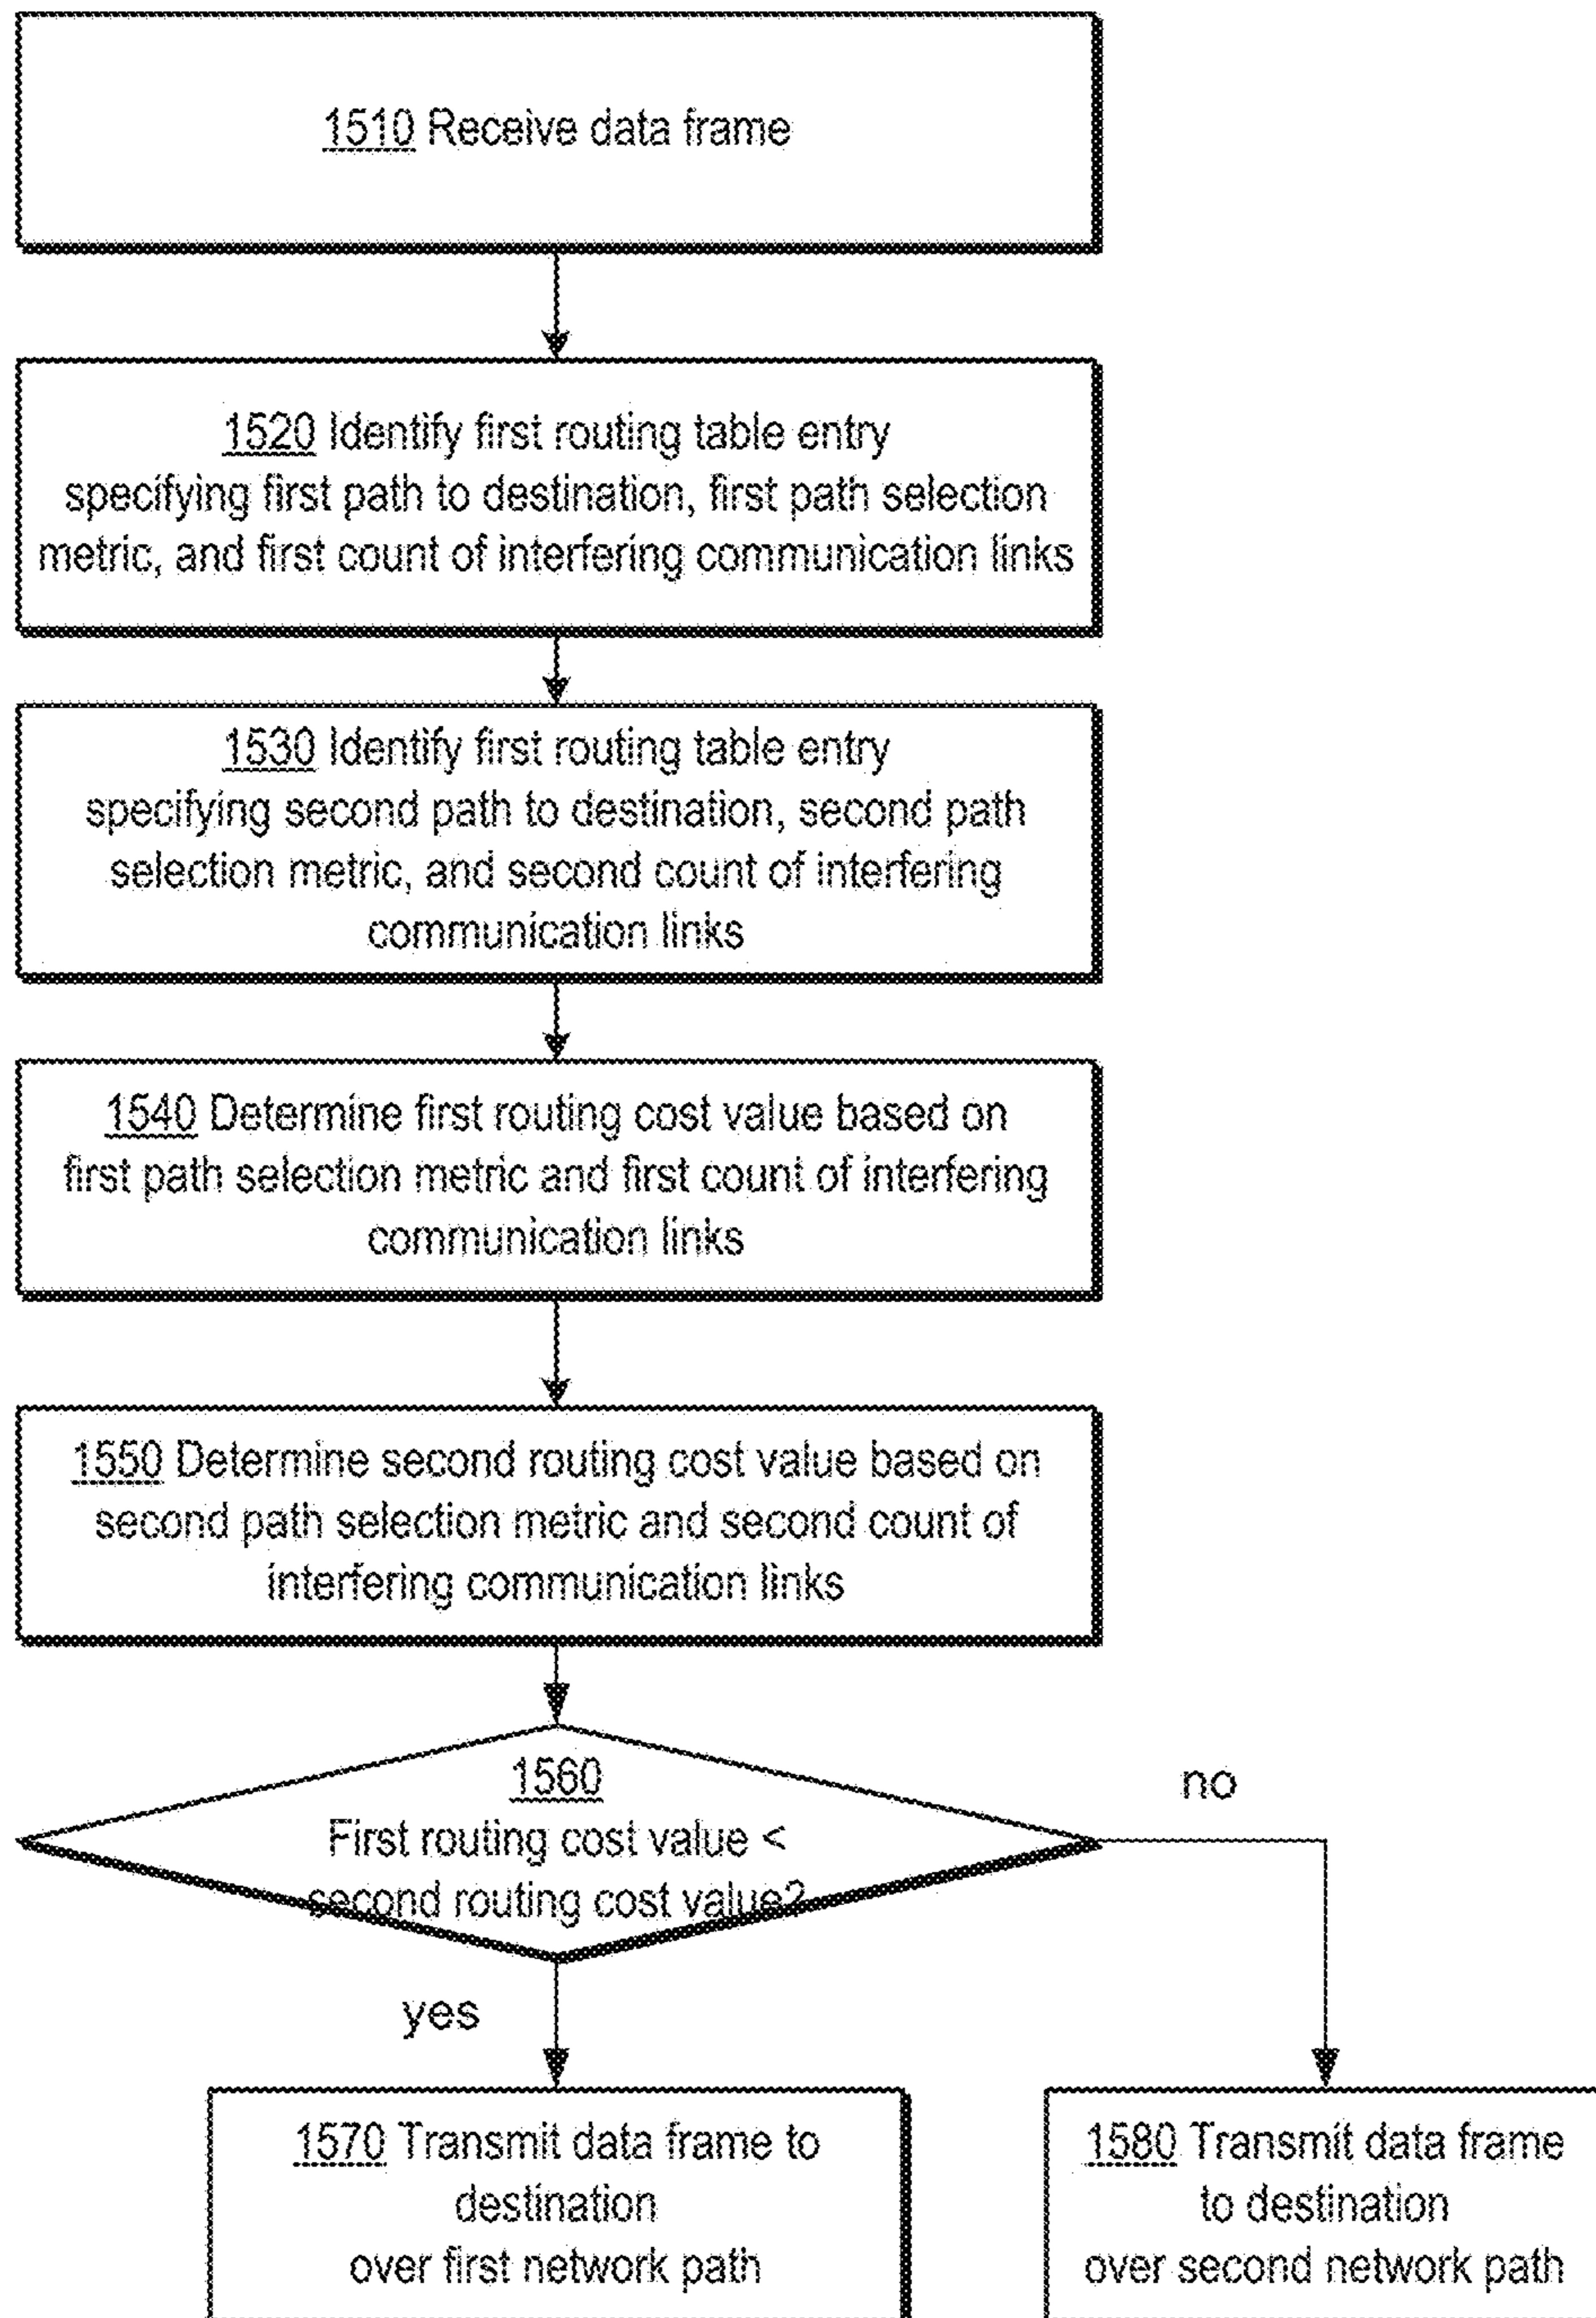 1510 Receive data frame
1520 Identify first routing table entry
specifying first path to destination, first path selection
metric, and first count of interfering communication links
1530 Identify first routing table entry
specifying second path to destination, second path
selection metric, and second count of interfering
communication links
1540 Determine first routing cost value based on
first path selection metric and first count of interfering
communication links
1550 Determine second routing cost value based on
second path selection metric and second count of
interfering communication links
1560
First routing cost value <
second routing cost value?
no
yes
1570 Transmit data frame to
destination
over first network path
1580 Transmit data frame
to destination
over second network path